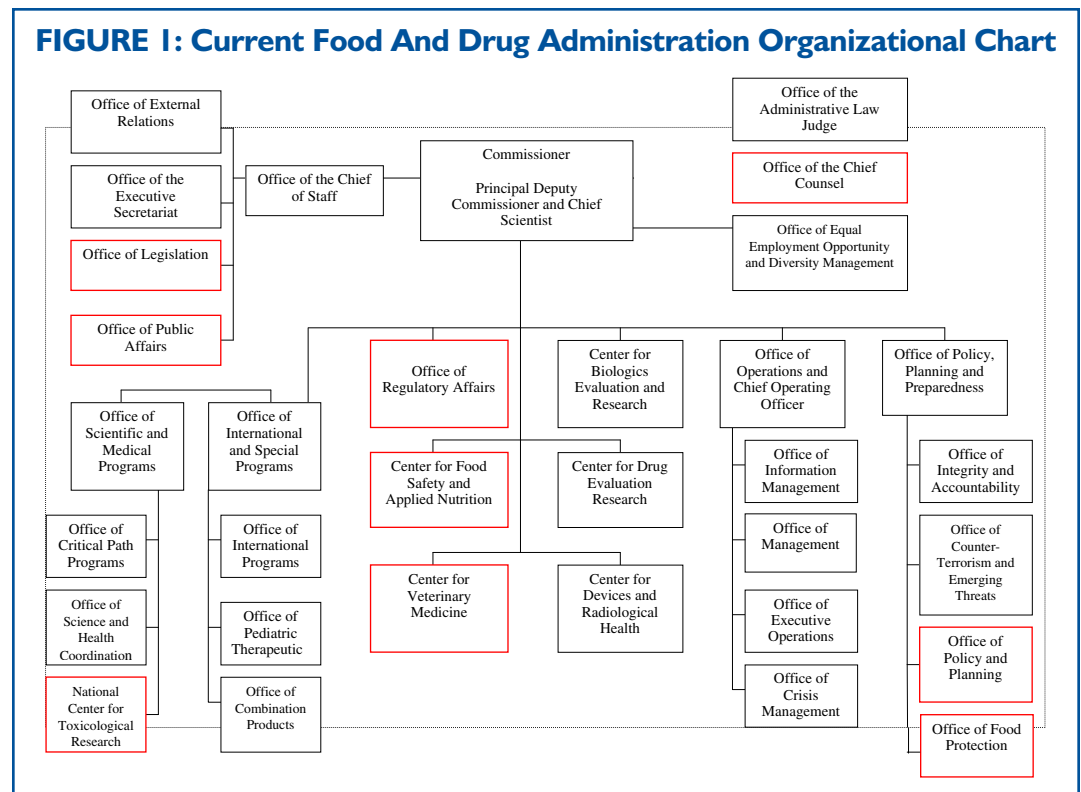 FIGURE 1: Current Food And Drug Administration Organizational Chart
Office of External
Relations
Office of the
Executive
Secretariat
Office of Legislation
Office of Public
Affairs
Office of the Chief
of Staff
Commissioner
Principal Deputy
Commissioner and Chief
Scientist
Office of the
Administrative Law
Judge
Office of the Chief
Counsel
Office of Equal
Employment Opportunity
and Diversity Management
Office of
Scientific and
Medical
Programs
Office of
International
and Special
Programs
Office of
Regulatory Affairs
Center for
Biologics
Evaluation and
Research
Office of
Operations and
Chief Operating
Officer
Office of Policy,
Planning and
Preparedness
Office of
Critical Path
Programs
Office of
Science and
Health
Coordination
National
Center for
Toxicological
Research
Office of
International
Programs
Office of
Pediatric
Therapeutic
Office of
Combination
Products
Center for Food
Safety and
Applied Nutrition
Center for Drug
Evaluation
Research
Center for
Veterinary
Medicine
Center for
Devices and
Radiological
Health
Office of
Information
Management
Office of
Management
Office of
Executive
Operations
Office of
Crisis
Management
Office of
Integrity and
Accountability
Office of
Counter-
Terrorism and
Emerging
Threats
Office of
Policy and
Planning
Office of Food
Protection